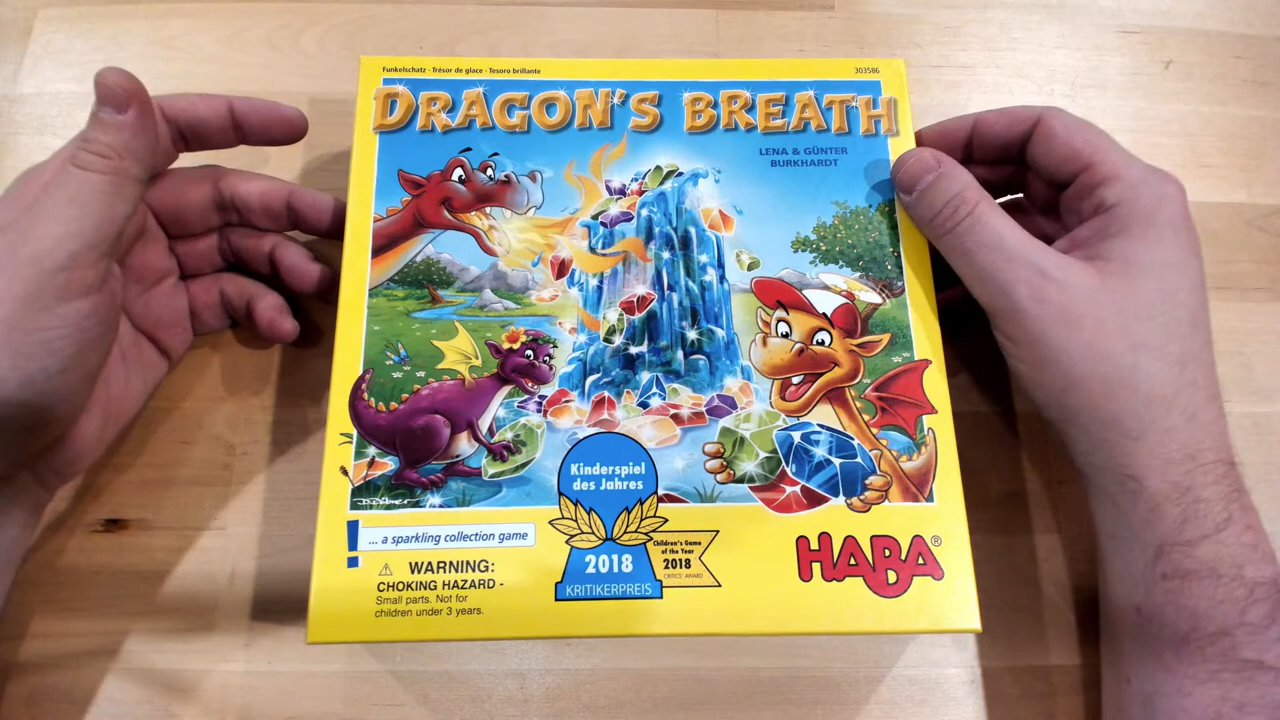 Funkelschatz · Trésor de glace · Tesoro brillante
303586
DRAGON'S BREATH
LENA & GÜNTER
BURKHARDT
Kinderspiel
des Jahres
2018
KRITIKERPREIS
Children's Game
of the Year
2018
CRITICS' AWARD
... a sparkling collection game
WARNING:
CHOKING HAZARD -
Small parts. Not for
children under 3 years.
HABA®